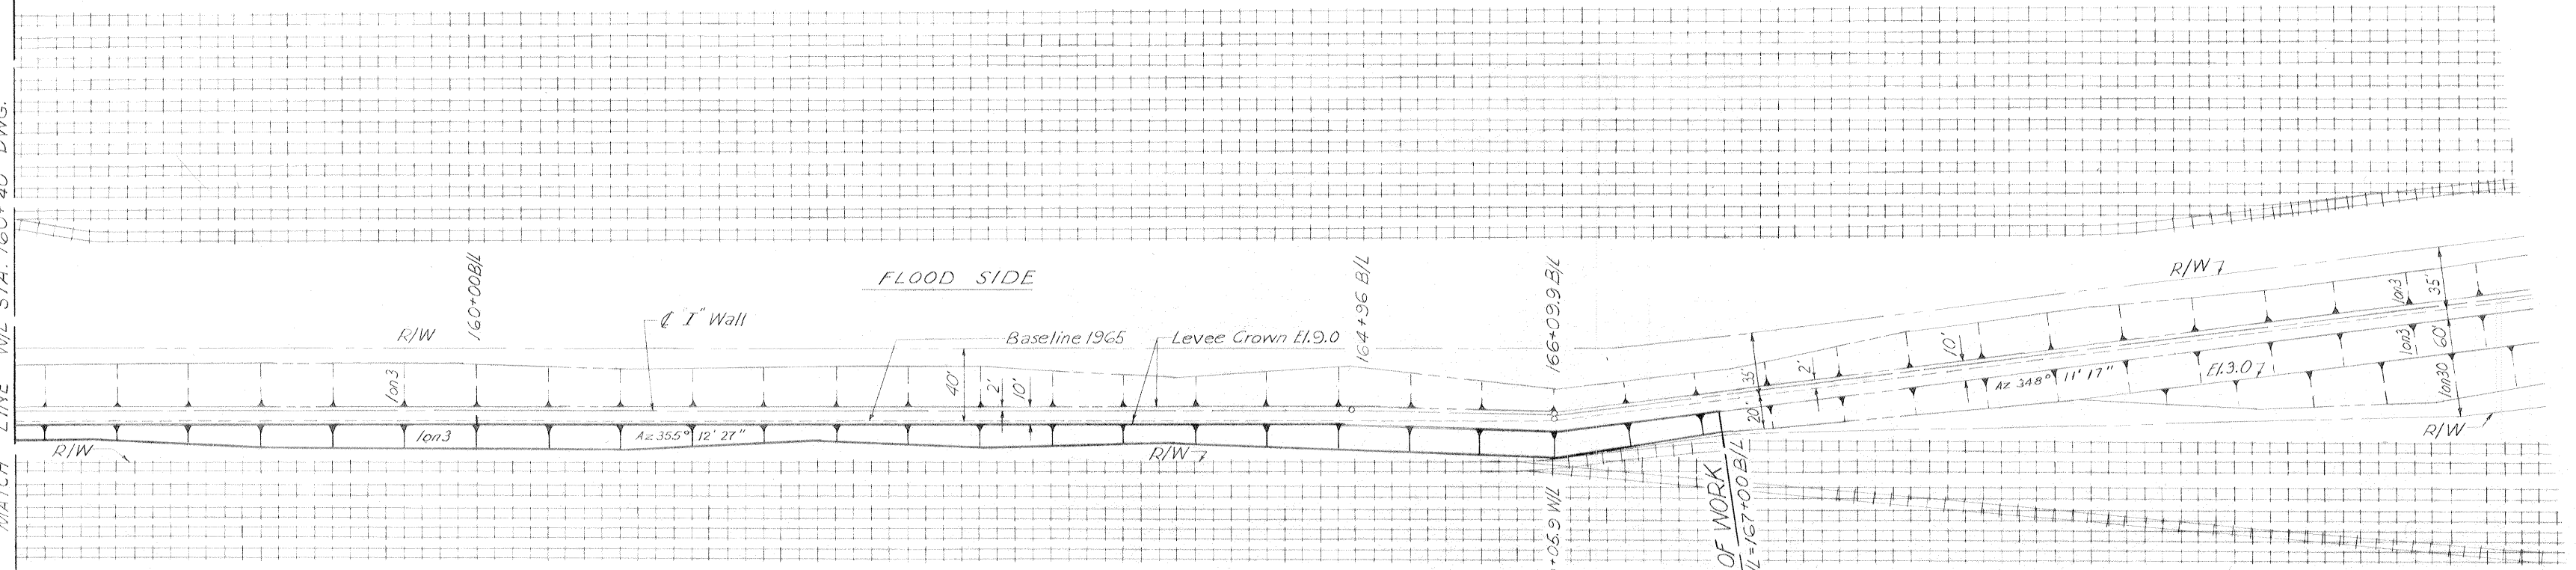 MATCH LINE W/L STA. 160+40 DWG.
FLOOD SIDE
160+00B/L
164+96 B/L
166+09.9 B/L
R/W
R/W
℄ "I" Wall
Baseline 1965
Levee Crown El.9.0
1on3
40'
2'
10'
35'
2'
10'
1on3
35'
Az 348° 11' 17"
El.3.0
1on3
60'
20'
1on30
1on3
Az 355° 12' 27"
R/W
R/W
R/W
+05.9 W/L
OF WORK
/L=167+00B/L